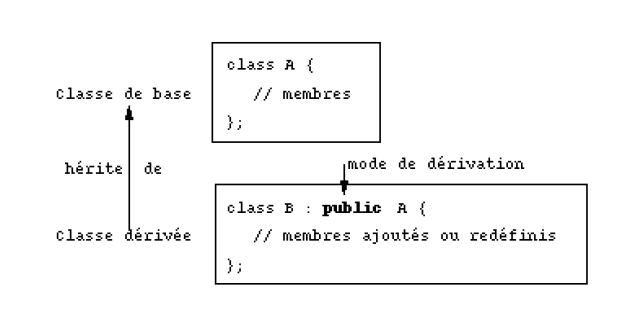 class A {
Classe de base
// membres
};
hérite de
mode de dérivation
class B : public A {
Classe dérivée
// membres ajoutés ou redéfinis
};